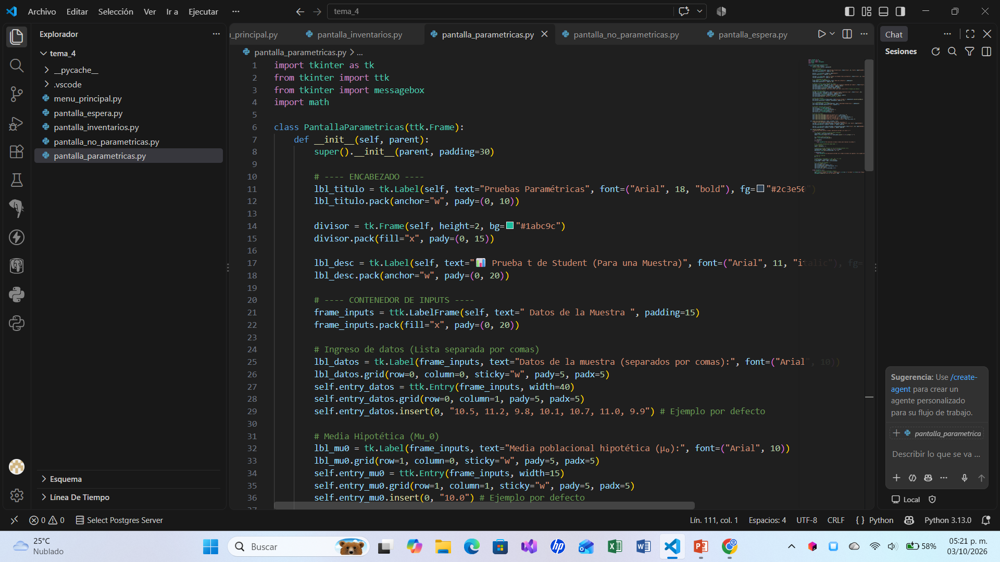 Archivo Editar Selección Ver Ir a Ejecutar ···
tema_4
Explorador ···
tema_4
__pycache__
.vscode
menu_principal.py
pantalla_espera.py
pantalla_inventarios.py
pantalla_no_parametricas.py
pantalla_parametricas.py
Esquema
Línea De Tiempo
u_principal.py pantalla_inventarios.py pantalla_parametricas.py pantalla_no_parametricas.py pantalla_espera.py
pantalla_parametricas.py > ...
1 import tkinter as tk
2 from tkinter import ttk
3 from tkinter import messagebox
4 import math
5
6 class PantallaParametricas(ttk.Frame):
7 def __init__(self, parent):
8 super().__init__(parent, padding=30)
9
10 # ---- ENCABEZADO ----
11 lbl_titulo = tk.Label(self, text="Pruebas Paramétricas", font=("Arial", 18, "bold"), fg="#2c3e50")
12 lbl_titulo.pack(anchor="w", pady=(0, 10))
13
14 divisor = tk.Frame(self, height=2, bg="#1abc9c")
15 divisor.pack(fill="x", pady=(0, 15))
16
17 lbl_desc = tk.Label(self, text="📊 Prueba t de Student (Para una Muestra)", font=("Arial", 11, "italic"), fg=
18 lbl_desc.pack(anchor="w", pady=(0, 20))
19
20 # ---- CONTENEDOR DE INPUTS ----
21 frame_inputs = ttk.LabelFrame(self, text=" Datos de la Muestra ", padding=15)
22 frame_inputs.pack(fill="x", pady=(0, 20))
23
24 # Ingreso de datos (Lista separada por comas)
25 lbl_datos = tk.Label(frame_inputs, text="Datos de la muestra (separados por comas):", font=("Arial", 10))
26 lbl_datos.grid(row=0, column=0, sticky="w", pady=5, padx=5)
27 self.entry_datos = ttk.Entry(frame_inputs, width=40)
28 self.entry_datos.grid(row=0, column=1, pady=5, padx=5)
29 self.entry_datos.insert(0, "10.5, 11.2, 9.8, 10.1, 10.7, 11.0, 9.9") # Ejemplo por defecto
30
31 # Media Hipotética (Mu_0)
32 lbl_mu0 = tk.Label(frame_inputs, text="Media poblacional hipotética (μ₀):", font=("Arial", 10))
33 lbl_mu0.grid(row=1, column=0, sticky="w", pady=5, padx=5)
34 self.entry_mu0 = ttk.Entry(frame_inputs, width=15)
35 self.entry_mu0.grid(row=1, column=1, sticky="w", pady=5, padx=5)
36 self.entry_mu0.insert(0, "10.0") # Ejemplo por defecto
37
Chat
Sesiones
Sugerencia: Use /create-
agent para crear un
agente personalizado
para su flujo de trabajo.
pantalla_parametrica
Describir lo que se va ...
Local
0 0 Select Postgres Server
Lín. 111, col. 1 Espacios: 4 UTF-8 CRLF { } Python Python 3.13.0
25°C
Nublado
Buscar
hp
58%
05:21 p. m.
03/10/2026